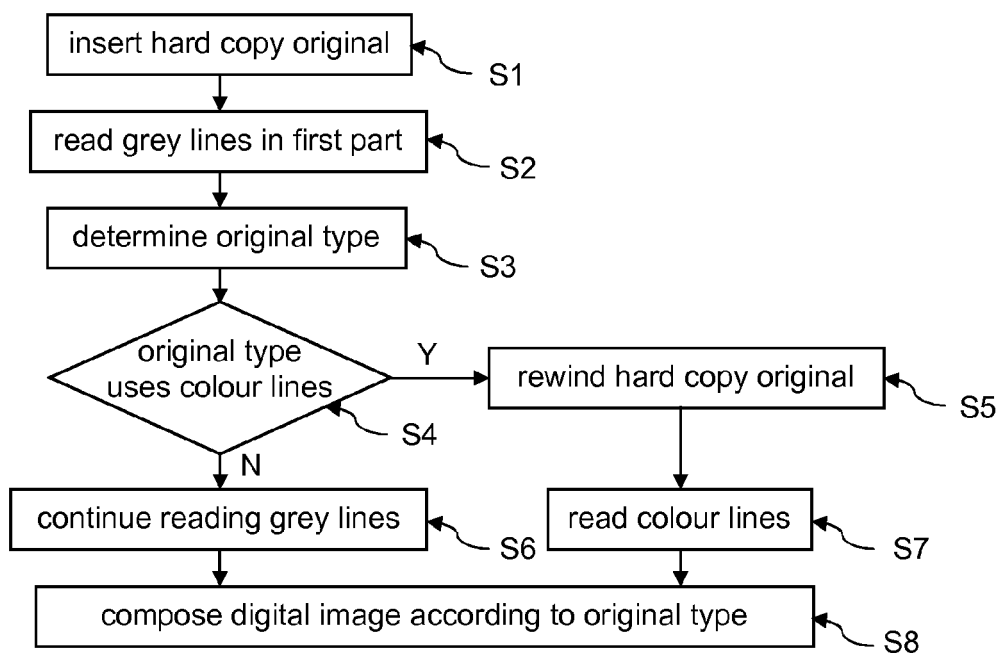 insert hard copy original
S1
read grey lines in first part
S2
determine original type
S3
original type
uses colour lines
Y
S4
N
rewind hard copy original
S5
continue reading grey lines
S6
read colour lines
S7
compose digital image according to original type
S8